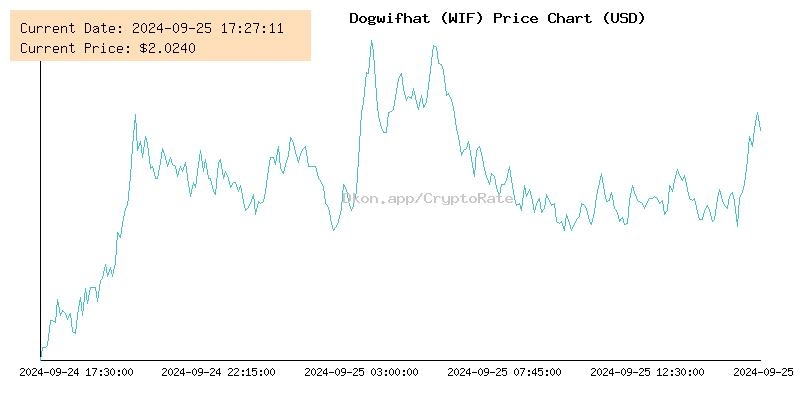 Dogwifhat (WIF) Price Chart (USD)
Current Date: 2024-09-25 17:27:11
Current Price: $2.0240
Dkon.app/CryptoRate
2024-09-24 17:30:00 2024-09-24 22:15:00 2024-09-25 03:00:00 2024-09-25 07:45:00 2024-09-25 12:30:00 2024-09-25